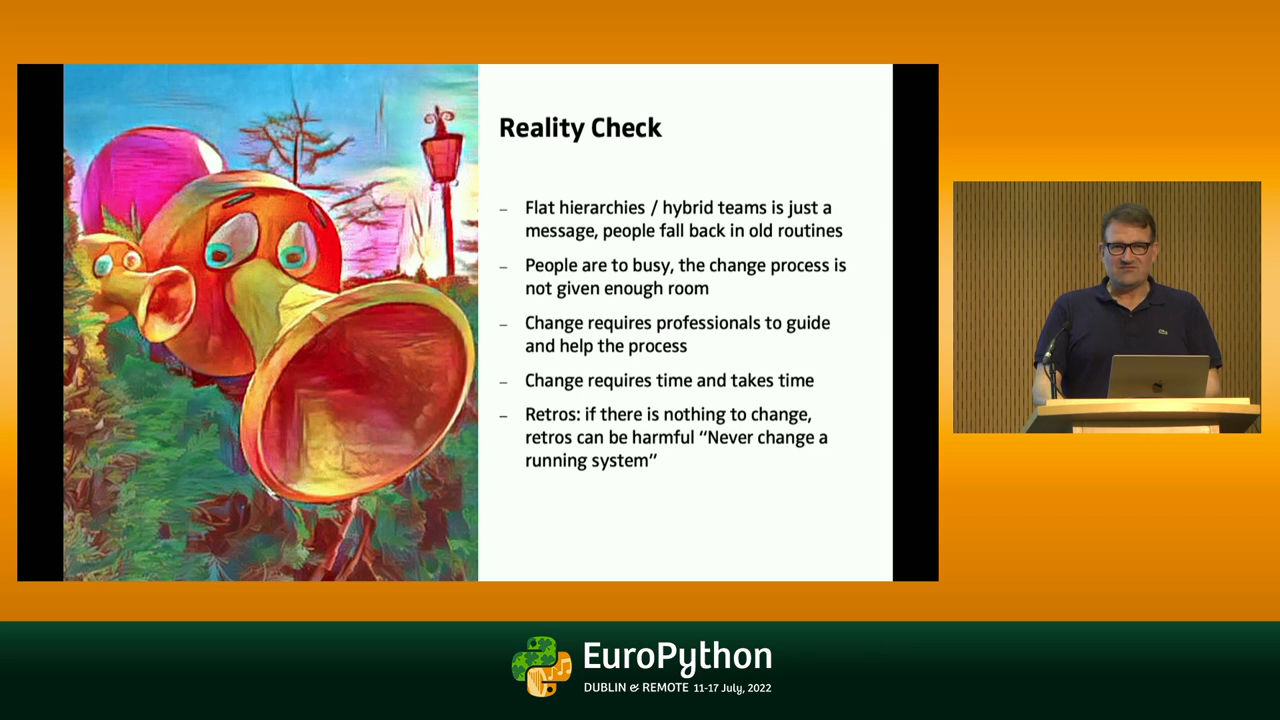 Reality Check
– Flat hierarchies / hybrid teams is just a
message, people fall back in old routines
– People are to busy, the change process is
not given enough room
– Change requires professionals to guide
and help the process
– Change requires time and takes time
– Retros: if there is nothing to change,
retros can be harmful “Never change a
running system”
EuroPython
DUBLIN & REMOTE 11-17 July, 2022